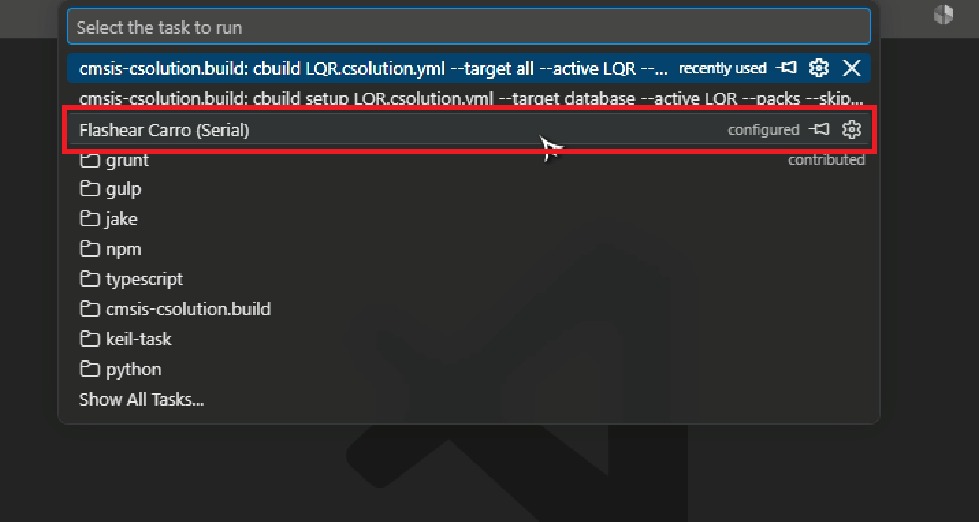 Select the task to run
cmsis-csolution.build: cbuild LQR.csolution.yml --target all --active LQR --... recently used
cmsis-csolution.build: cbuild setup LQR.csolution.yml --target database --active LQR --packs --skip...
Flashear Carro (Serial) configured
grunt contributed
gulp
jake
npm
typescript
cmsis-csolution.build
keil-task
python
Show All Tasks...